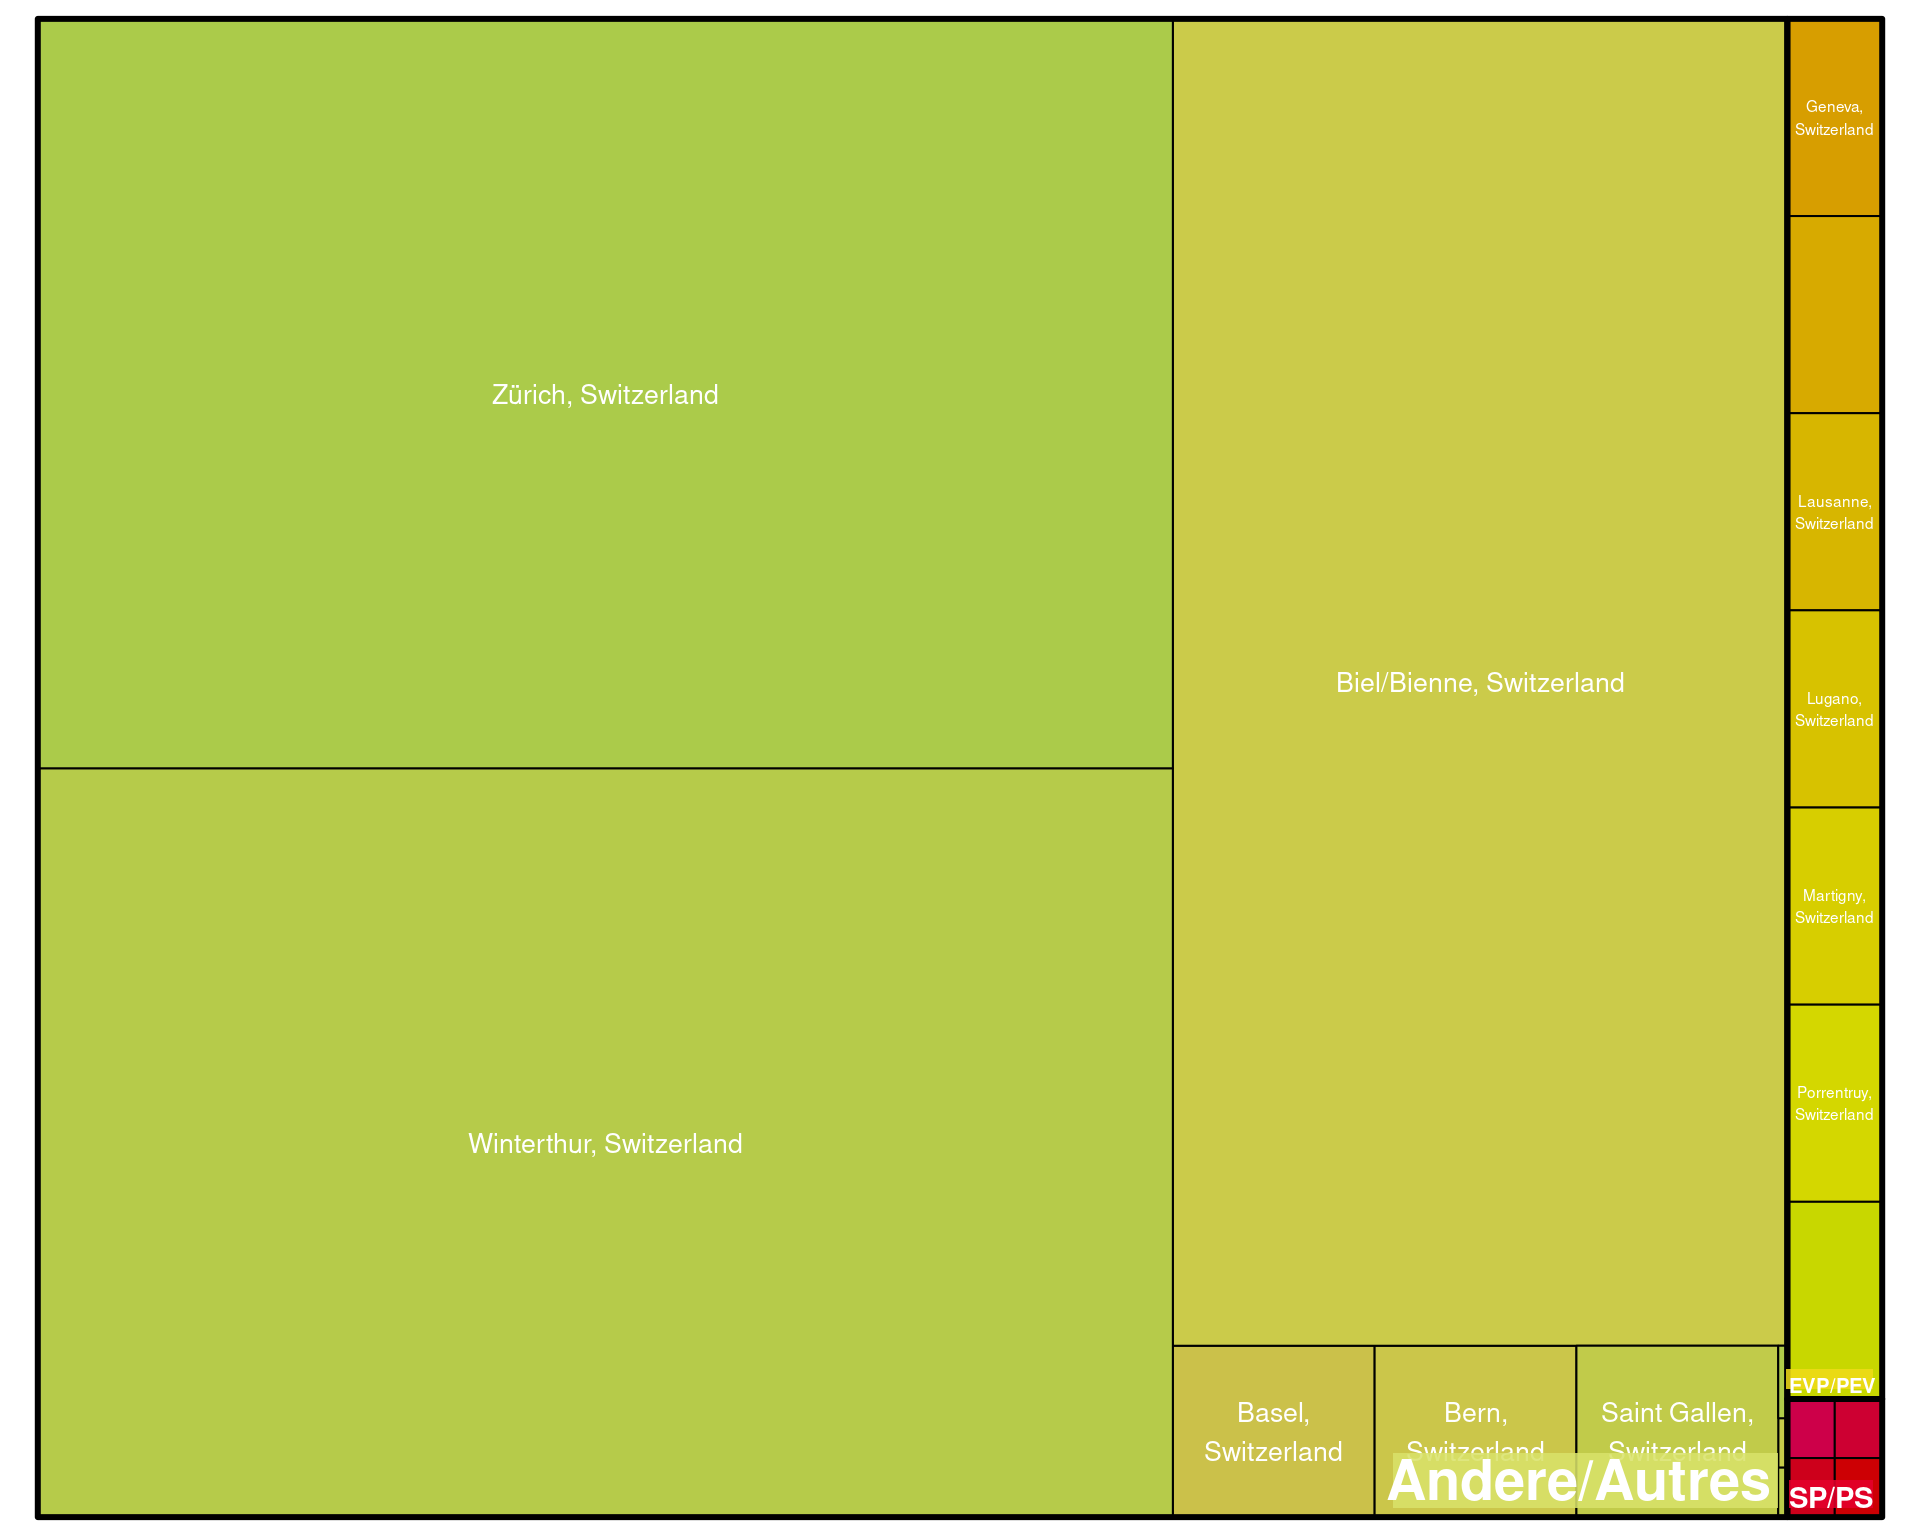 Zürich, Switzerland
Winterthur, Switzerland
Biel/Bienne, Switzerland
Basel,
Switzerland
Bern,
Switzerland
Saint Gallen,
Switzerland
Andere/Autres
Geneva,
Switzerland
Lausanne,
Switzerland
Lugano,
Switzerland
Martigny,
Switzerland
Porrentruy,
Switzerland
EVP/PEV
SP/PS